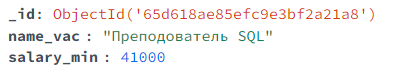 _id: ObjectId('65d618ae85efc9e3bf2a21a8')
name_vac : "Преподователь SQL"
salary_min : 41000